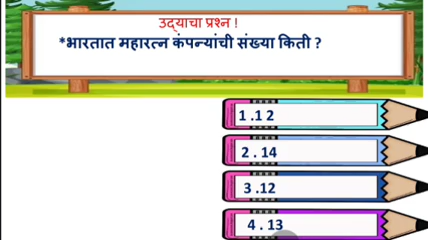 उद्याचा प्रश्न !
*भारतात महारत्न कंपन्यांची संख्या किती ?
1 .1 2
2 . 14
3 .12
4 . 13